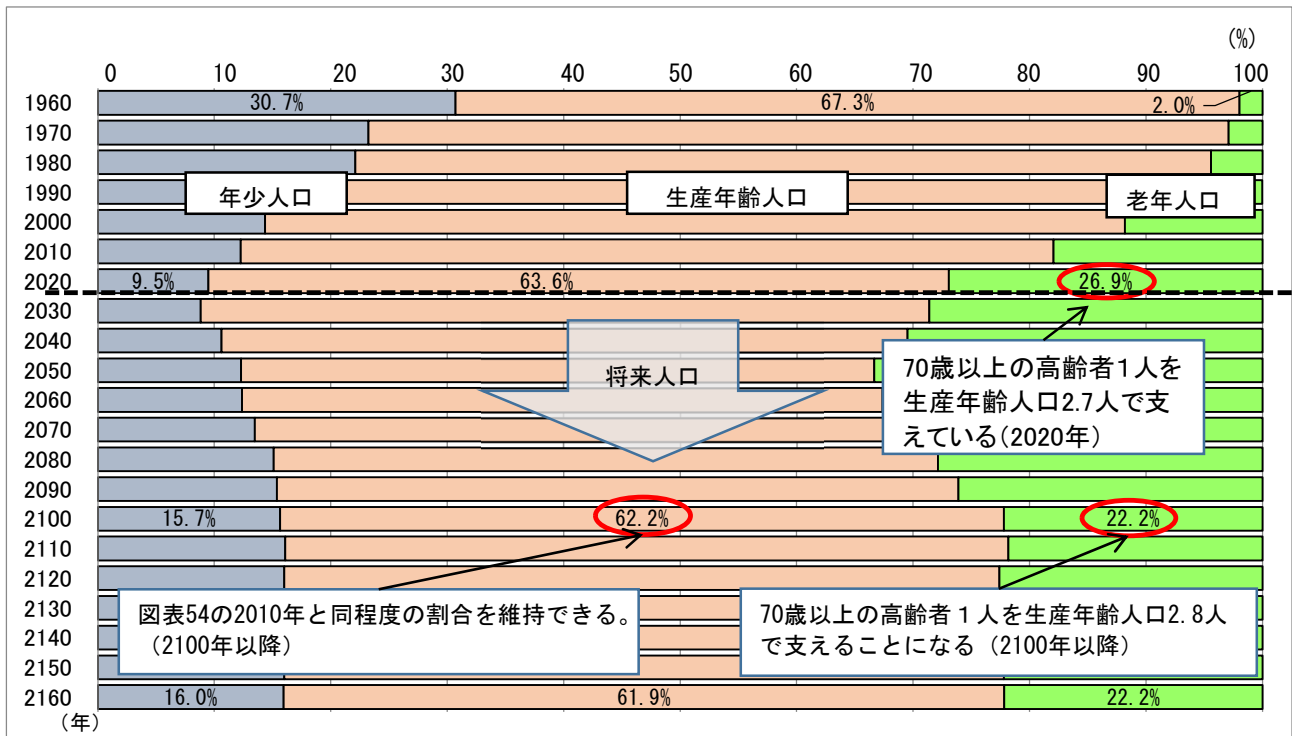 (%)
0 10 20 30 40 50 60 70 80 90 100
1960 30.7% 67.3% 2.0%
1970
1980
1990 年少人口 生産年齢人口 老年人口
2000
2010
2020 9.5% 63.6% 26.9%
2030
2040
2050
2060
2070
2080
2090
将来人口
70歳以上の高齢者1人を
生産年齢人口2.7人で支
えている(2020年)
2100 15.7% 62.2% 22.2%
2110
2120
2130
2140
2150
図表54の2010年と同程度の割合を維持できる。
(2100年以降)
70歳以上の高齢者1人を生産年齢人口2.8人
で支えることになる (2100年以降)
2160 16.0% 61.9% 22.2%
(年)